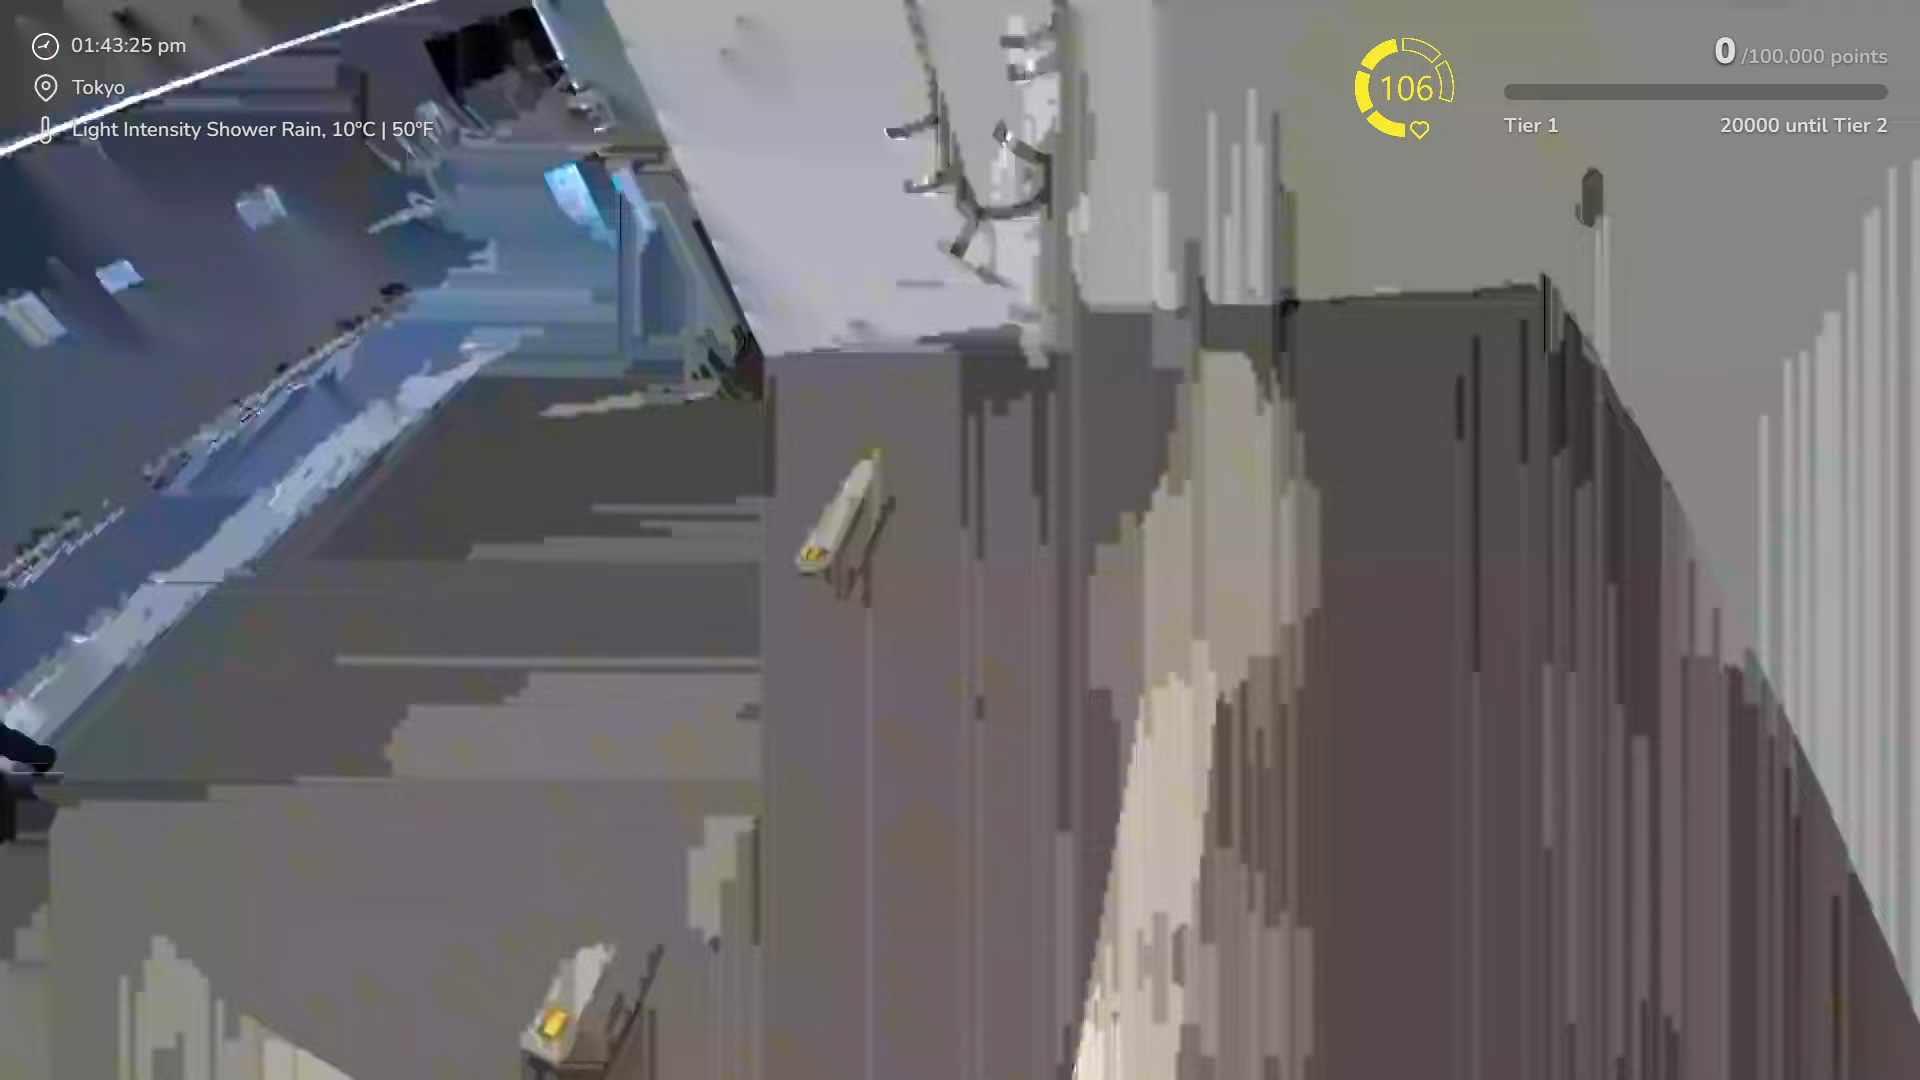 01:43:25 pm
Tokyo
Light Intensity Shower Rain, 10°C | 50°F
106
0 /100,000 points
Tier 1
20000 until Tier 2